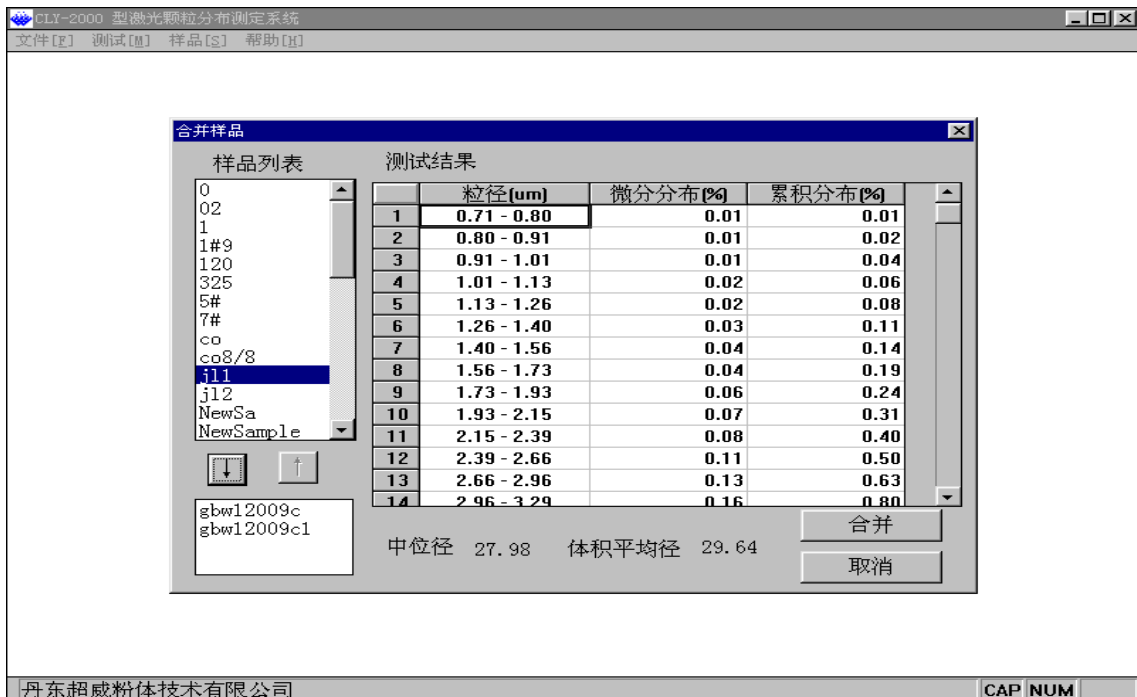 CLY-2000 型激光颗粒分布测定系统
文件[F] 测试[M] 样品[S] 帮助[H]
合并样品
样品列表
0
02
1
1#9
120
325
5#
7#
co
co8/8
jl1
jl2
NewSa
NewSample
gbw12009c
gbw12009c1
测试结果
粒径(um) 微分分布(%) 累积分布(%)
1 0.71 - 0.80 0.01 0.01
2 0.80 - 0.91 0.01 0.02
3 0.91 - 1.01 0.01 0.04
4 1.01 - 1.13 0.02 0.06
5 1.13 - 1.26 0.02 0.08
6 1.26 - 1.40 0.03 0.11
7 1.40 - 1.56 0.04 0.14
8 1.56 - 1.73 0.04 0.19
9 1.73 - 1.93 0.06 0.24
10 1.93 - 2.15 0.07 0.31
11 2.15 - 2.39 0.08 0.40
12 2.39 - 2.66 0.11 0.50
13 2.66 - 2.96 0.13 0.63
14 2.96 - 3.29 0.16 0.80
中位径 27.98 体积平均径 29.64
合并
取消
丹东超威粉体技术有限公司 CAP NUM